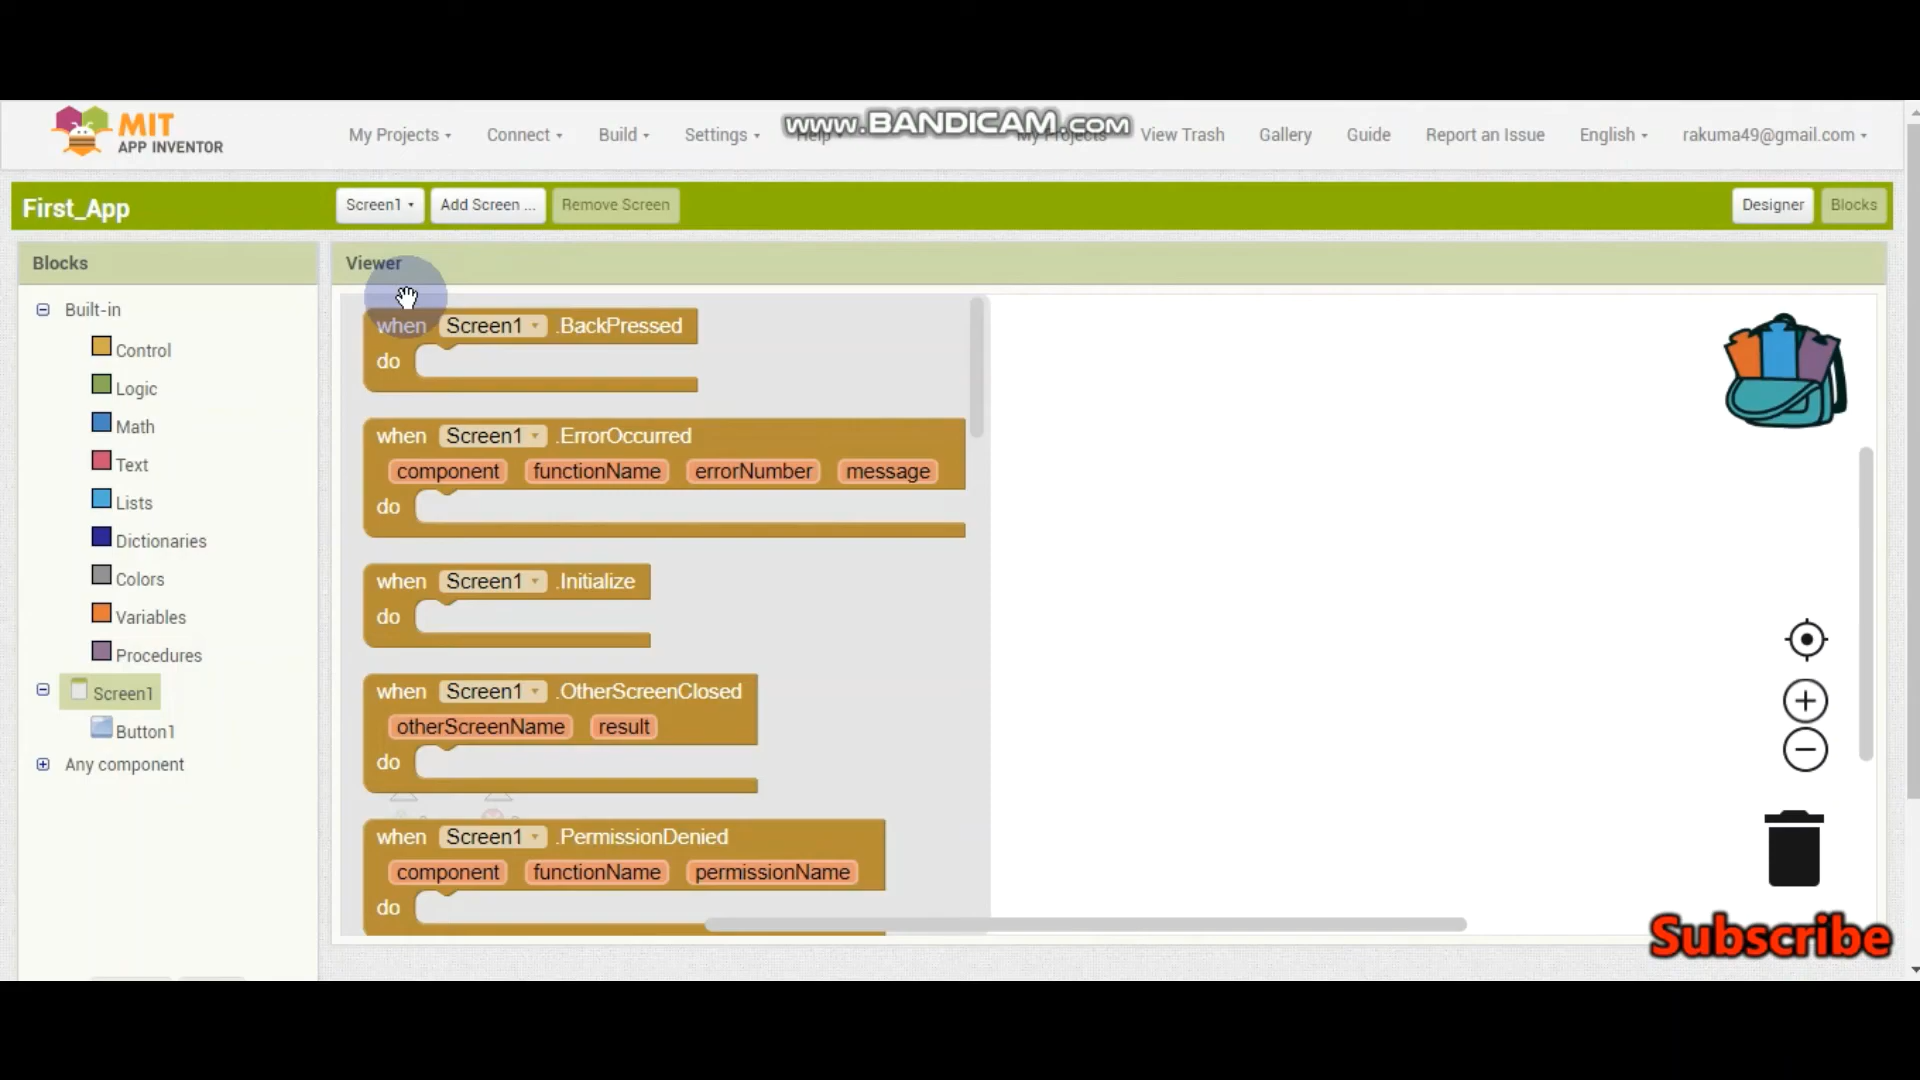 MIT
APP INVENTOR
My Projects
Connect
Build
Settings
Help
www.BANDICAM.com
My Projects
View Trash
Gallery
Guide
Report an Issue
English
rakuma49@gmail.com
First_App
Screen1
Add Screen ...
Remove Screen
Designer
Blocks
Blocks
Viewer
Built-in
Control
Logic
Math
Text
Lists
Dictionaries
Colors
Variables
Procedures
Screen1
Button1
Any component
when Screen1 .BackPressed
do
when Screen1 .ErrorOccurred
component functionName errorNumber message
do
when Screen1 .Initialize
do
when Screen1 .OtherScreenClosed
otherScreenName result
do
when Screen1 .PermissionDenied
component functionName permissionName
do
Subscribe